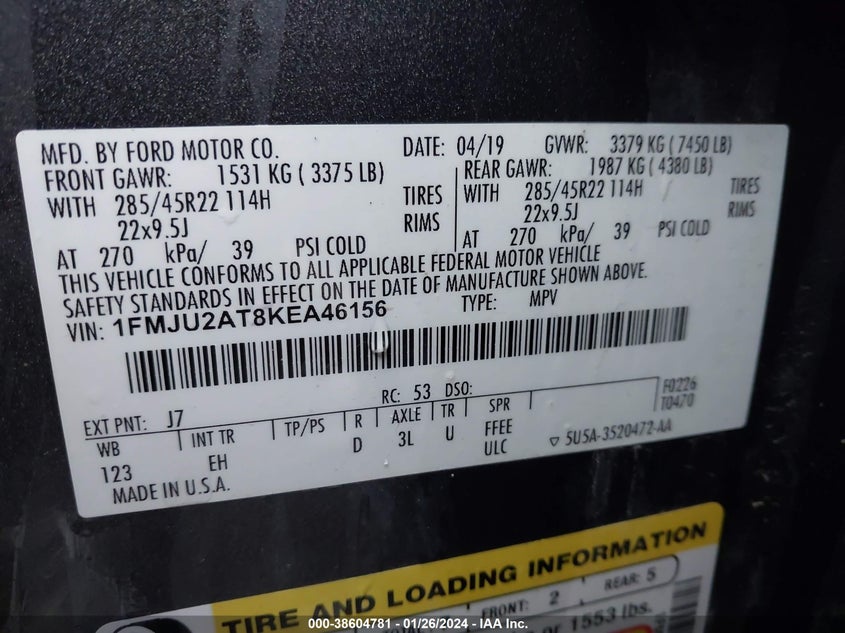 MFD. BY FORD MOTOR CO. DATE: 04/19 GVWR: 3379 KG ( 7450 LB)
FRONT GAWR: 1531 KG ( 3375 LB) REAR GAWR: 1987 KG ( 4380 LB)
WITH 285/45R22 114H TIRES WITH 285/45R22 114H TIRES
22x9.5J RIMS 22x9.5J RIMS
AT 270 kPa/ 39 PSI COLD AT 270 kPa/ 39 PSI COLD
THIS VEHICLE CONFORMS TO ALL APPLICABLE FEDERAL MOTOR VEHICLE
SAFETY STANDARDS IN EFFECT ON THE DATE OF MANUFACTURE SHOWN ABOVE.
VIN: 1FMJU2AT8KEA46156 TYPE: MPV
EXT PNT: J7 RC: 53 DSO: F0226
T0470
WB INT TR TP/PS R AXLE TR SPR
123 EH D 3L U FFEE
ULC
▽ 5U5A-3520472-AA
MADE IN U.S.A.
TIRE AND LOADING INFORMATION
FRONT: 2 REAR: 5
or 1553 lbs.
000-38604781 - 01/26/2024 - IAA Inc.